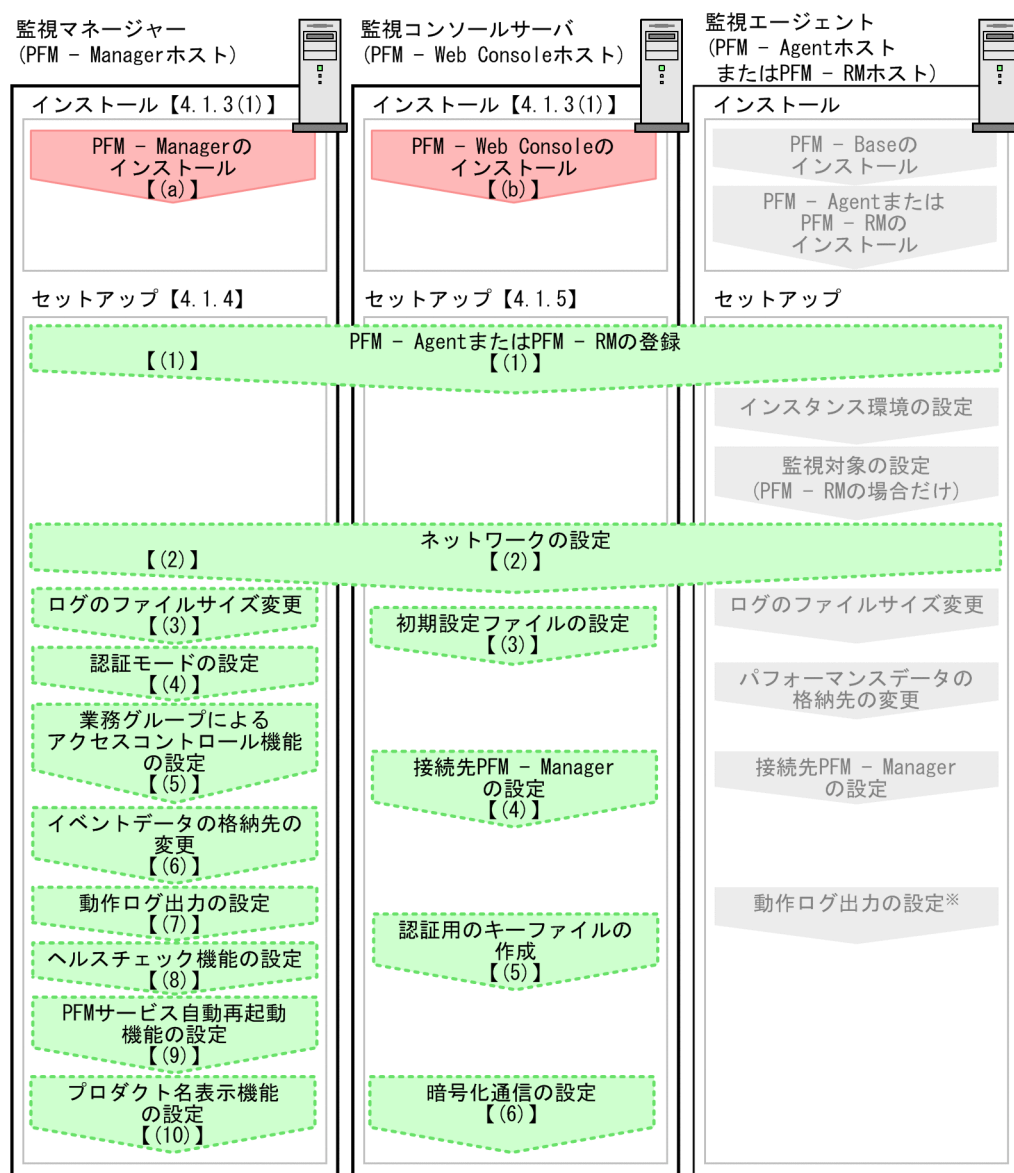 監視マネージャー
(PFM - Managerホスト)
インストール【4.1.3(1)】
PFM - Managerの
インストール
【(a)】
監視コンソールサーバ
(PFM - Web Consoleホスト)
インストール【4.1.3(1)】
PFM - Web Consoleの
インストール
【(b)】
監視エージェント
(PFM - Agentホスト
またはPFM - RMホスト)
インストール
PFM - Baseの
インストール
PFM - Agentまたは
PFM - RMの
インストール
セットアップ【4.1.4】
セットアップ【4.1.5】
セットアップ
PFM - AgentまたはPFM - RMの登録
【(1)】
【(1)】
インスタンス環境の設定
監視対象の設定
(PFM - RMの場合だけ)
ネットワークの設定
【(2)】
【(2)】
ログのファイルサイズ変更
【(3)】
認証モードの設定
【(4)】
業務グループによる
アクセスコントロール機能
の設定
【(5)】
イベントデータの格納先の
変更
【(6)】
動作ログ出力の設定
【(7)】
ヘルスチェック機能の設定
【(8)】
PFMサービス自動再起動
機能の設定
【(9)】
プロダクト名表示機能
の設定
【(10)】
初期設定ファイルの設定
【(3)】
接続先PFM - Manager
の設定
【(4)】
認証用のキーファイルの
作成
【(5)】
暗号化通信の設定
【(6)】
ログのファイルサイズ変更
パフォーマンスデータの
格納先の変更
接続先PFM - Manager
の設定
動作ログ出力の設定※